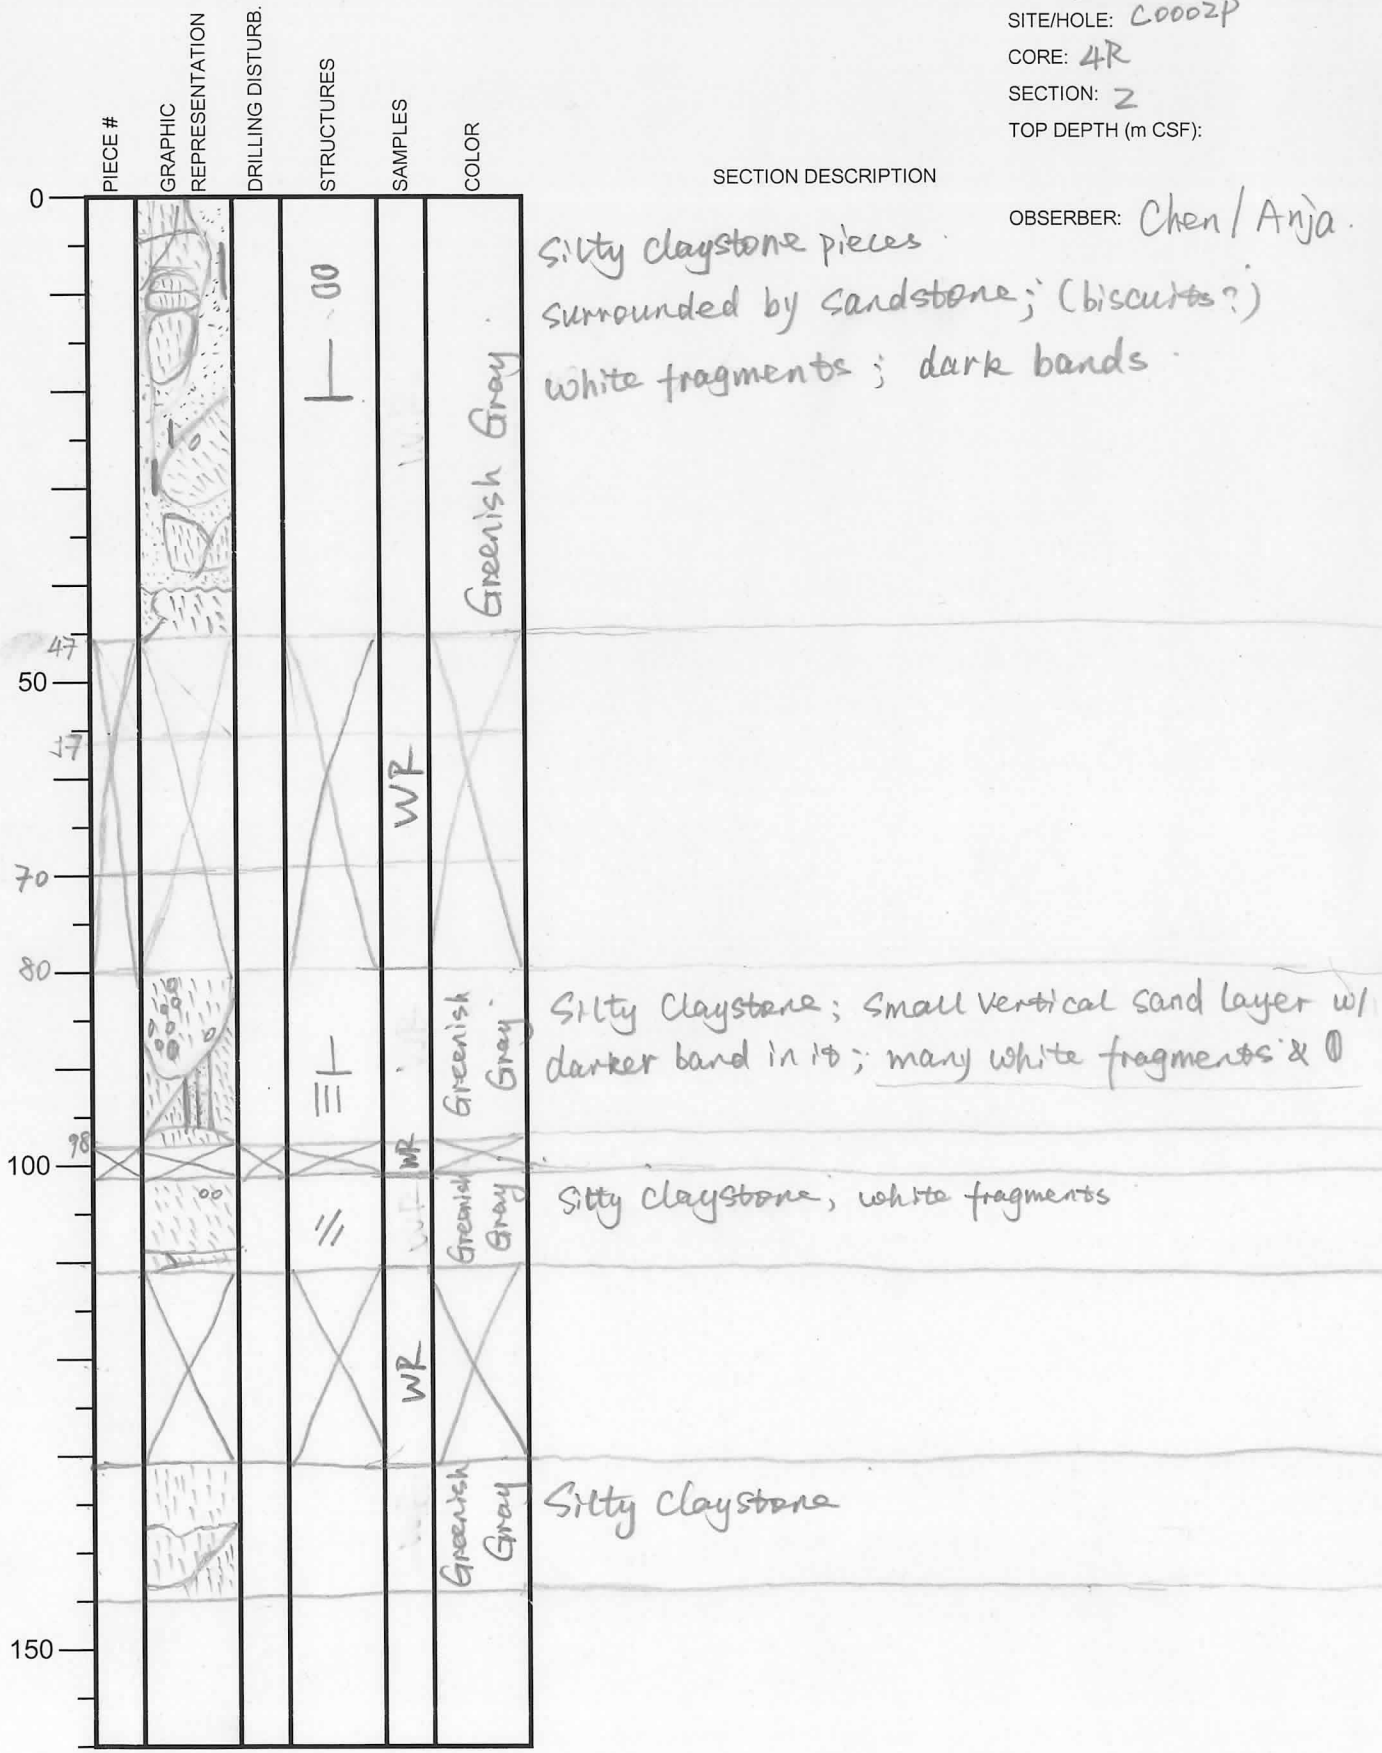 SITE/HOLE: C0002P
CORE: 4R
SECTION: 2
TOP DEPTH (m CSF):
PIECE #
GRAPHIC
REPRESENTATION
DRILLING DISTURB.
STRUCTURES
SAMPLES
COLOR
SECTION DESCRIPTION
OBSERBER: Chen / Anja.
0
Silty claystone pieces
surrounded by sandstone; (biscuits?)
white fragments; dark bands
Greenish Gray
47
50
WR
70
80
Silty Claystone; Small vertical sand layer w/
darker band in it; many white fragments &
Greenish
Gray
98
WR
100
Silty Claystone; white fragments
Greenish
Gray
WR
Silty Claystone
Greenish
Gray
150